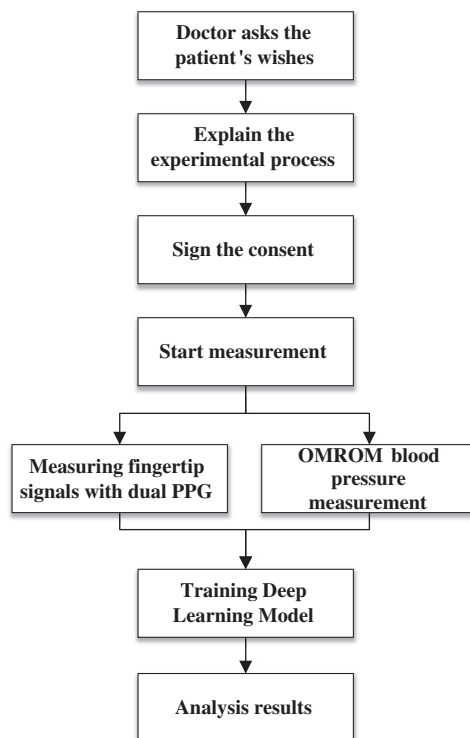 Doctor asks the
patient's wishes
Explain the
experimental process
Sign the consent
Start measurement
Measuring fingertip
signals with dual PPG
OMROM blood
pressure
measurement
Training Deep
Learning Model
Analysis results